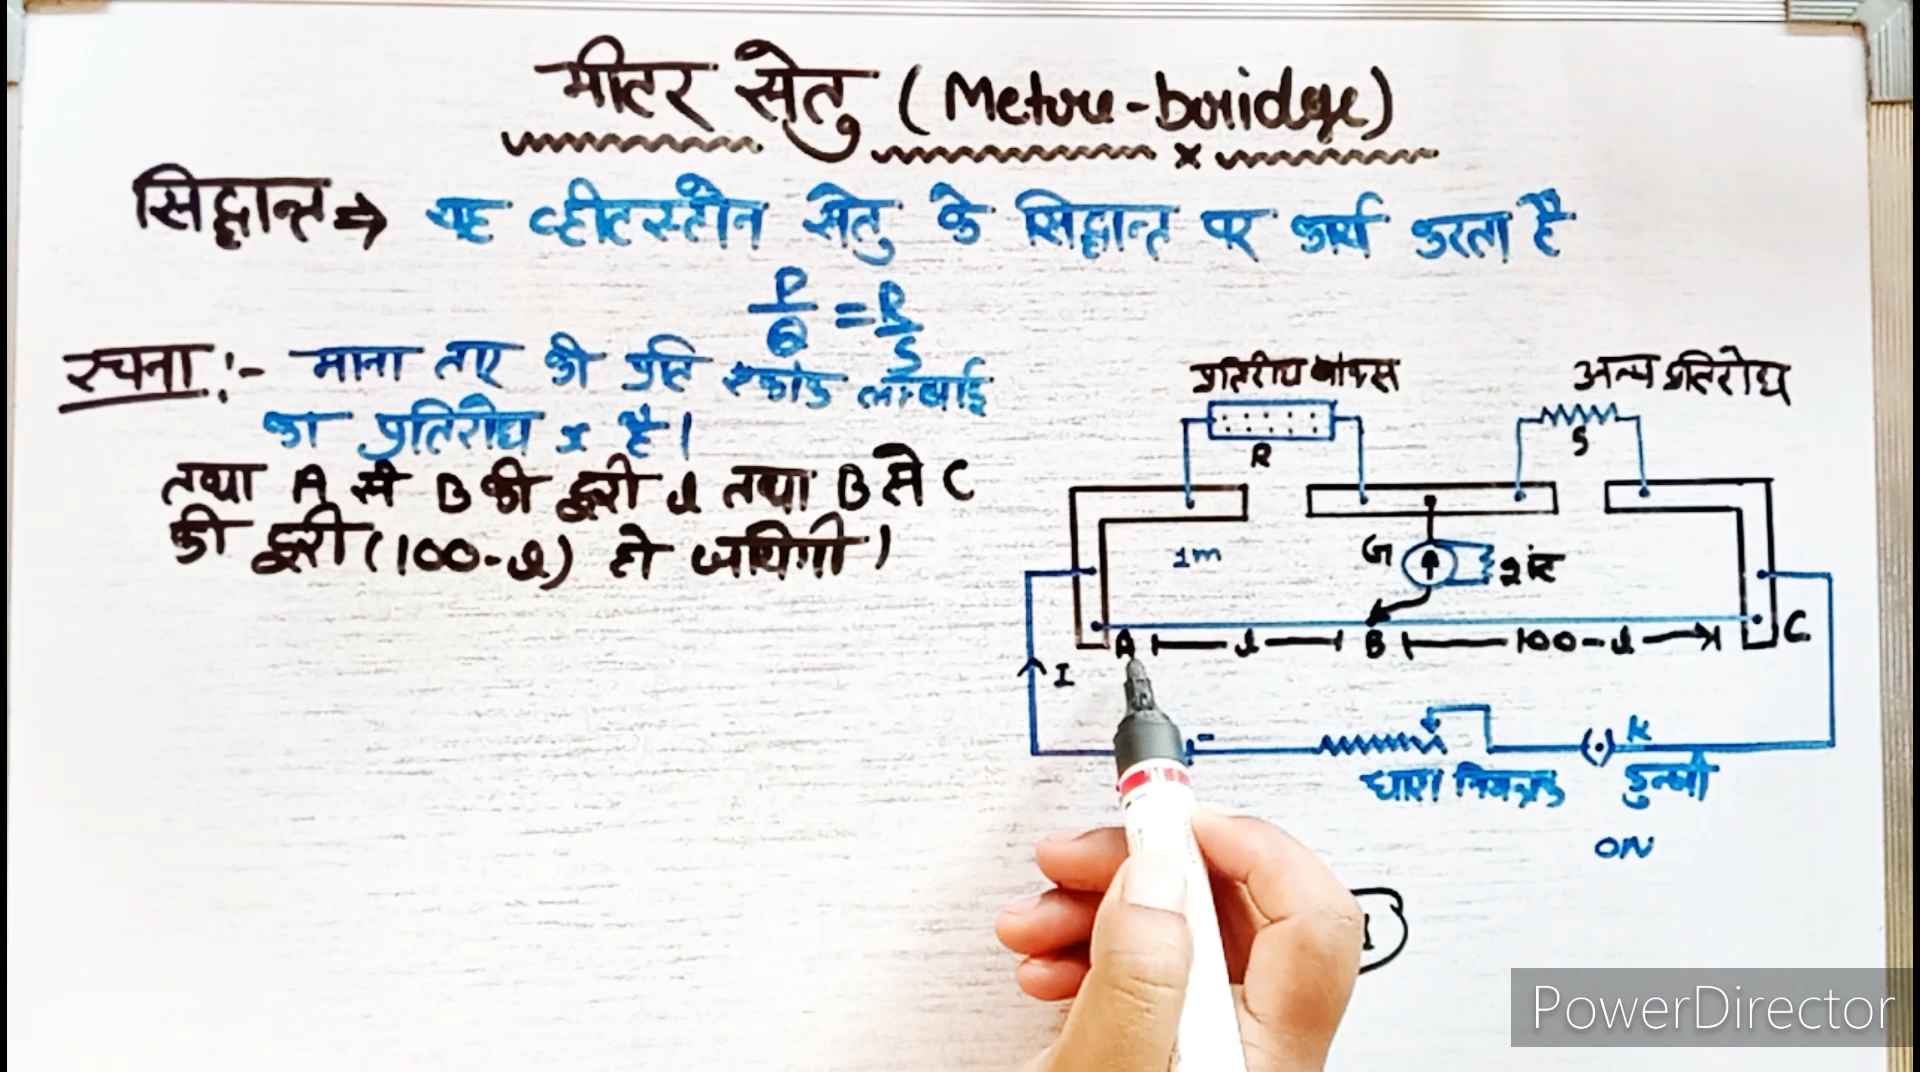 मीटर सेतु (Meture-bridge)
सिद्धान्त ⇒ यह व्हीटस्टोन सेतु के सिद्धान्त पर कार्य करता है
P/Q = R/S
रचना :- माना तार की प्रति एकांक लम्बाई
का प्रतिरोध x है।
तथा A से B की दूरी l तथा B से C
की दूरी (100-l) हो जायेगी।
प्रतिरोध बाक्स
अन्य प्रतिरोध
R
S
1m
G
शंट
A
l
B
100-l
C
I
-
K
धारा नियंत्रक
कुन्जी
ON
PowerDirector